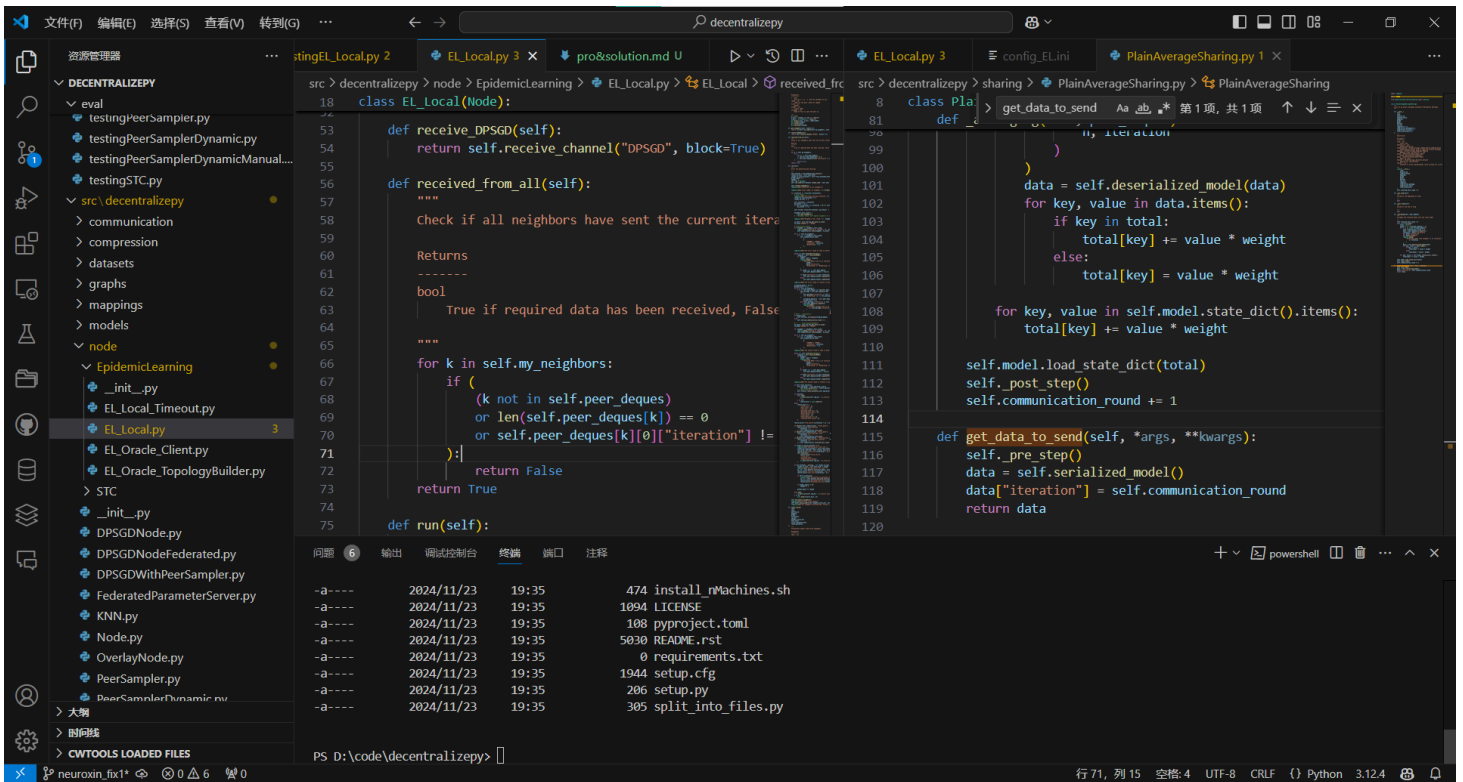 文件(F) 编辑(E) 选择(S) 查看(V) 转到(G) ··· decentralizepy
资源管理器
DECENTRALIZEPY
eval
testingPeerSampler.py
testingPeerSamplerDynamic.py
testingPeerSamplerDynamicManual....
testingSTC.py
src\decentralizepy
communication
compression
datasets
graphs
mappings
models
node
EpidemicLearning
__init__.py
EL_Local_Timeout.py
EL_Local.py 3
EL_Oracle_Client.py
EL_Oracle_TopologyBuilder.py
STC
__init__.py
DPSGDNode.py
DPSGDNodeFederated.py
DPSGDWithPeerSampler.py
FederatedParameterServer.py
KNN.py
Node.py
OverlayNode.py
PeerSampler.py
PeerSamplerDynamic.py
大纲
时间线
CWTOOLS LOADED FILES
stingEL_Local.py 2 EL_Local.py 3 pro&solution.md U
src > decentralizepy > node > EpidemicLearning > EL_Local.py > EL_Local > received_frc
18 class EL_Local(Node):
53 def receive_DPSGD(self):
54 return self.receive_channel("DPSGD", block=True)
55
56 def received_from_all(self):
57 """
58 Check if all neighbors have sent the current itera
59
60 Returns
61 -------
62 bool
63 True if required data has been received, False
64
65 """
66 for k in self.my_neighbors:
67 if (
68 (k not in self.peer_deques)
69 or len(self.peer_deques[k]) == 0
70 or self.peer_deques[k][0]["iteration"] !=
71 ):
72 return False
73 return True
74
75 def run(self):
EL_Local.py 3 config_EL.ini PlainAverageSharing.py 1
src > decentralizepy > sharing > PlainAverageSharing.py > PlainAverageSharing
get_data_to_send Aa ab .* 第1项, 共1项
8 class Pla
81 def _a
98 n, iteration
99 )
100 )
101 data = self.deserialized_model(data)
102 for key, value in data.items():
103 if key in total:
104 total[key] += value * weight
105 else:
106 total[key] = value * weight
107
108 for key, value in self.model.state_dict().items():
109 total[key] += value * weight
110
111 self.model.load_state_dict(total)
112 self._post_step()
113 self.communication_round += 1
114
115 def get_data_to_send(self, *args, **kwargs):
116 self._pre_step()
117 data = self.serialized_model()
118 data["iteration"] = self.communication_round
119 return data
120
问题 6 输出 调试控制台 终端 端口 注释 powershell
-a---- 2024/11/23 19:35 474 install_nMachines.sh
-a---- 2024/11/23 19:35 1094 LICENSE
-a---- 2024/11/23 19:35 108 pyproject.toml
-a---- 2024/11/23 19:35 5030 README.rst
-a---- 2024/11/23 19:35 0 requirements.txt
-a---- 2024/11/23 19:35 1944 setup.cfg
-a---- 2024/11/23 19:35 206 setup.py
-a---- 2024/11/23 19:35 305 split_into_files.py
PS D:\code\decentralizepy>
neuroxin_fix1* 0 6 0 行 71, 列 15 空格: 4 UTF-8 CRLF {} Python 3.12.4